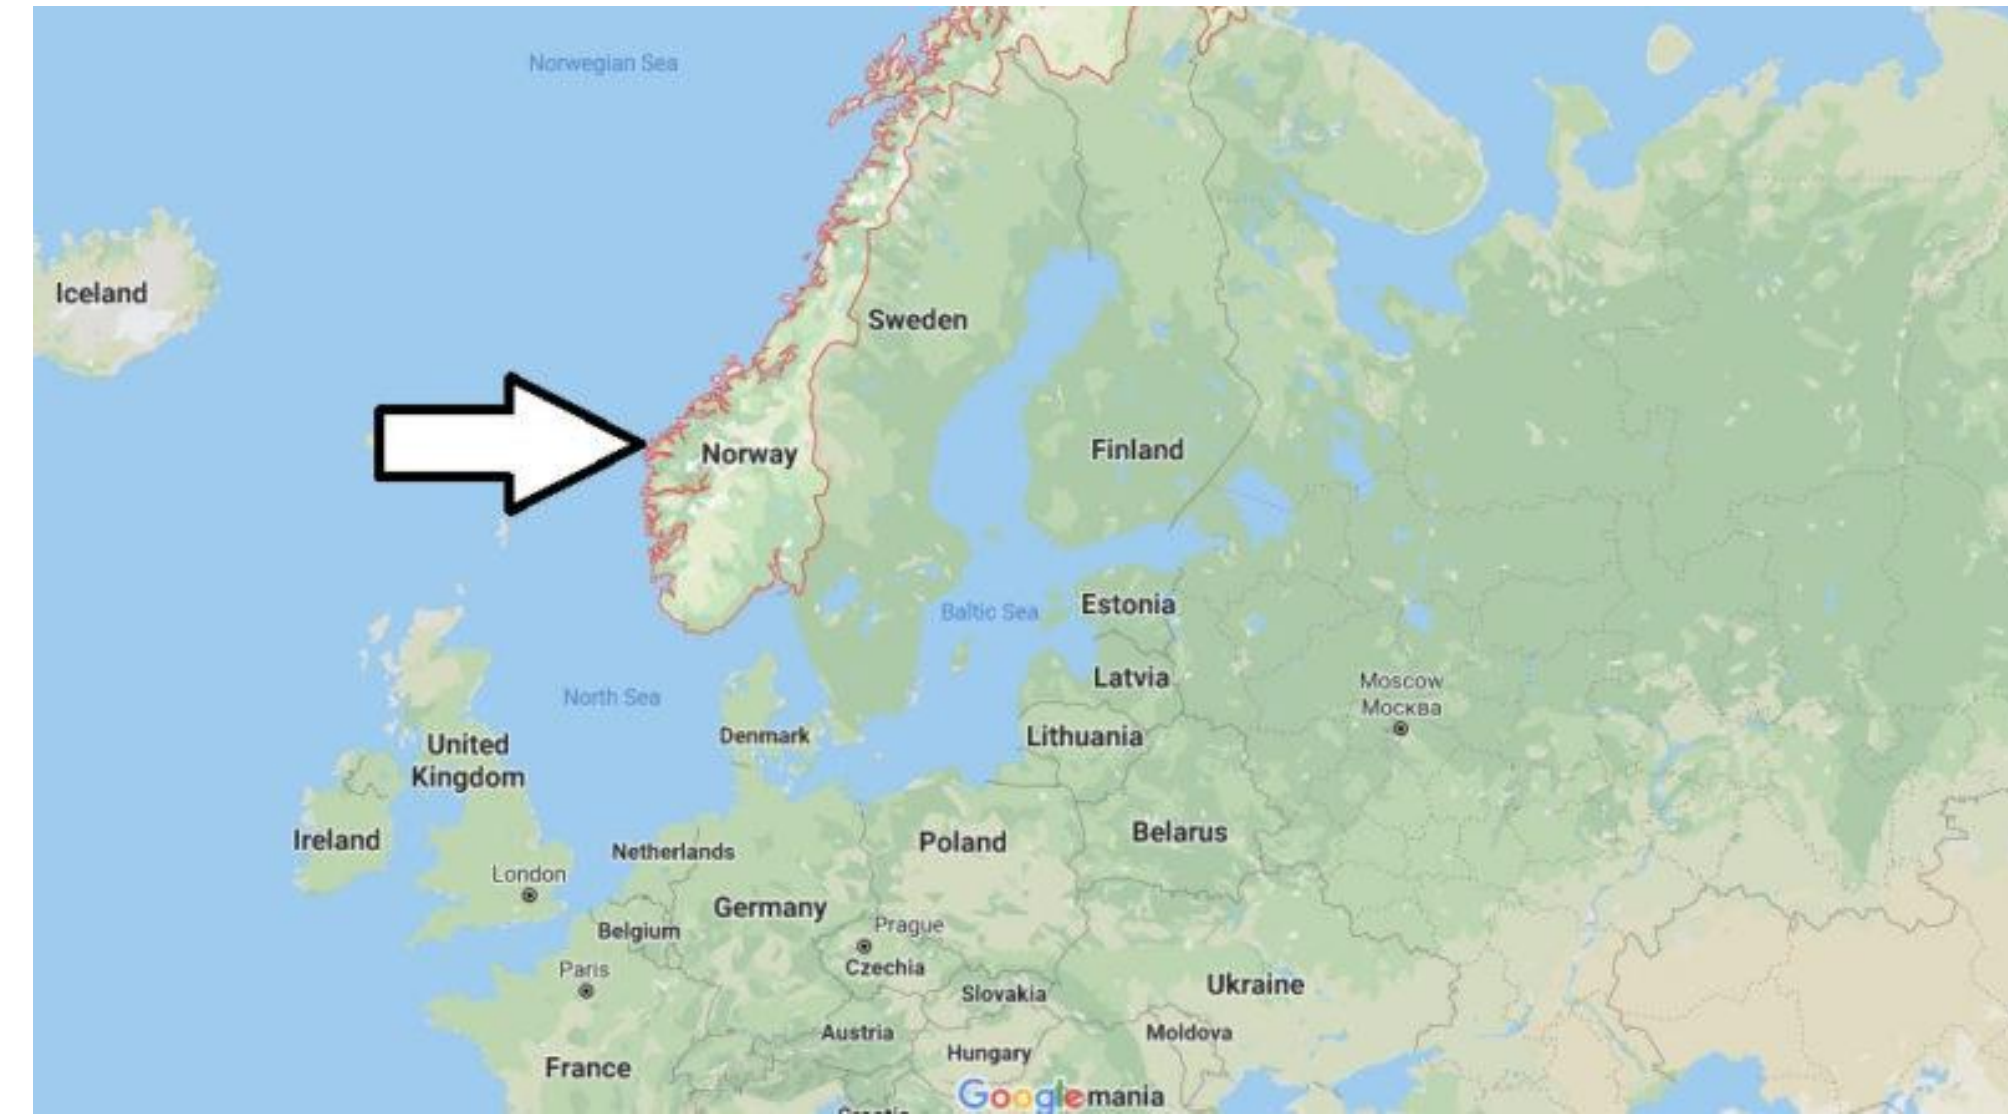 Norwegian Sea
Iceland
Sweden
Norway
Finland
Baltic Sea
Estonia
North Sea
Latvia
Moscow
Москва
Denmark
Lithuania
United
Kingdom
Ireland
Netherlands
Poland
Belarus
London
Germany
Belgium
Prague
Czechia
Paris
Slovakia
Ukraine
Austria
Moldova
Hungary
France
Googlemania
Croatia